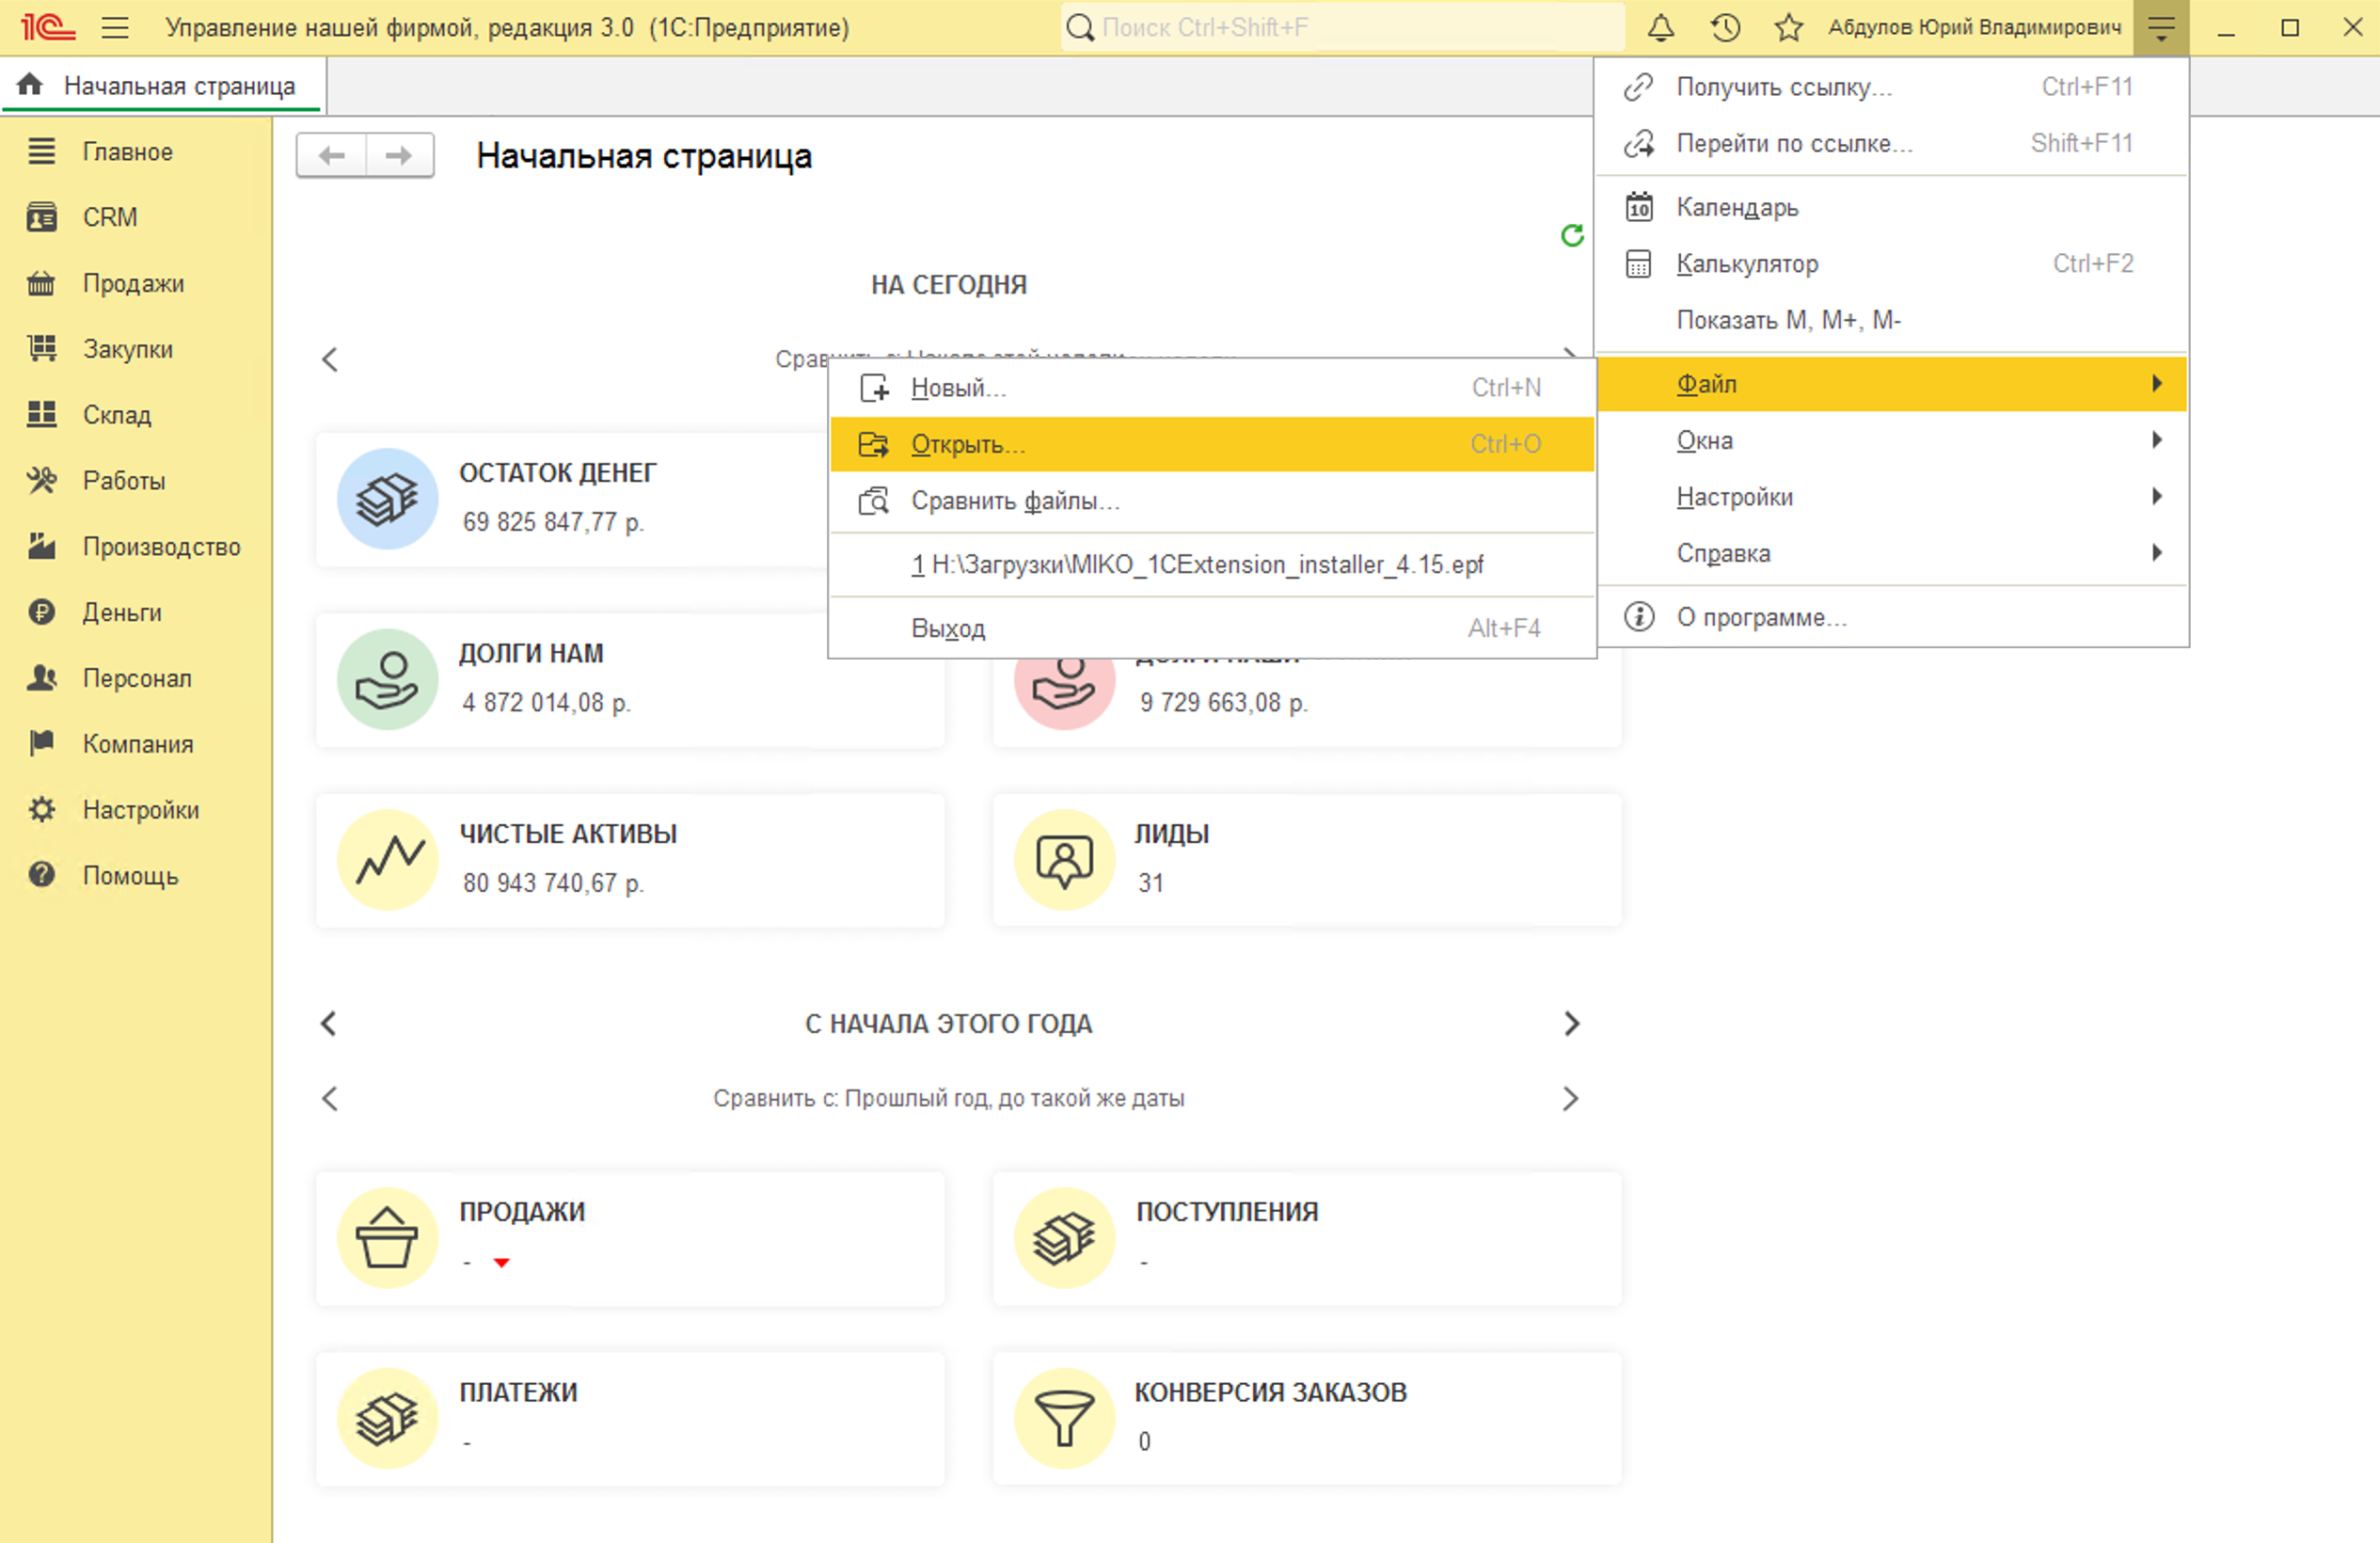 1С Управление нашей фирмой, редакция 3.0 (1С:Предприятие) Поиск Ctrl+Shift+F Абдулов Юрий Владимирович
Начальная страница
Главное
CRM
Продажи
Закупки
Склад
Работы
Производство
Деньги
Персонал
Компания
Настройки
Помощь
Начальная страница
НА СЕГОДНЯ
Получить ссылку... Ctrl+F11
Перейти по ссылке... Shift+F11
10 Календарь
Калькулятор Ctrl+F2
Показать M, M+, M-
Файл
Окна
Настройки
Справка
О программе...
Новый... Ctrl+N
Открыть... Ctrl+O
Сравнить файлы...
1 H:\Загрузки\MIKO_1CExtension_installer_4.15.epf
Выход Alt+F4
ОСТАТОК ДЕНЕГ
69 825 847,77 р.
ДОЛГИ НАМ
4 872 014,08 р.
ДОЛГИ НАШИ
9 729 663,08 р.
ЧИСТЫЕ АКТИВЫ
80 943 740,67 р.
ЛИДЫ
31
С НАЧАЛА ЭТОГО ГОДА
Сравнить с: Прошлый год, до такой же даты
ПРОДАЖИ
-
ПОСТУПЛЕНИЯ
-
ПЛАТЕЖИ
-
КОНВЕРСИЯ ЗАКАЗОВ
0